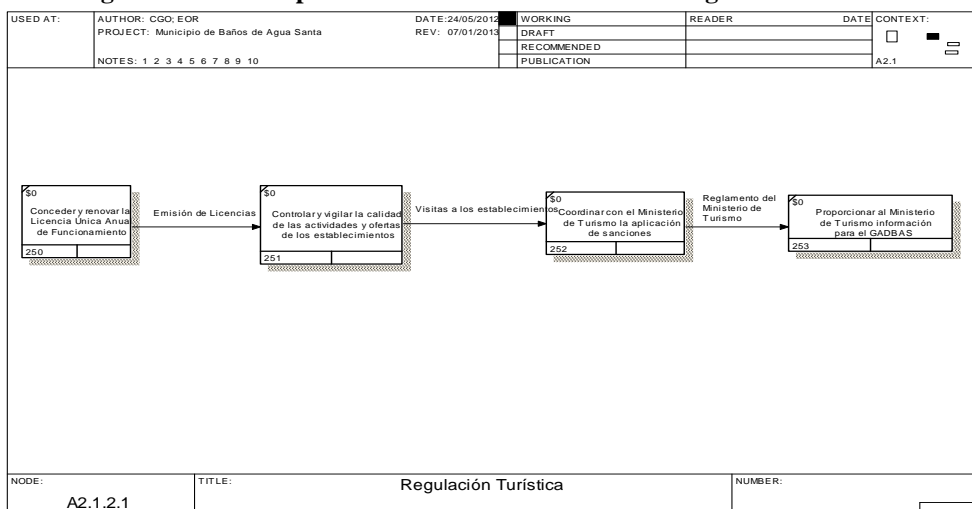 USED AT:
AUTHOR: CGO; EOR
DATE:24/05/2012
WORKING
READER
DATE
CONTEXT:
PROJECT: Municipio de Baños de Agua Santa
REV: 07/01/2013
DRAFT
RECOMMENDED
NOTES: 1 2 3 4 5 6 7 8 9 10
PUBLICATION
A2.1
$0
Conceder y renovar la
Licencia Única Anua
de Funcionamiento
250
Emisión de Licencias
$0
Controlar y vigilar la calidad
de las actividades y ofertas
de los establecimientos
251
Visitas a los establecimientos
$0
Coordinar con el Ministerio
de Turismo la aplicación
de sanciones
252
Reglamento del
Ministerio de
Turismo
$0
Proporcionar al Ministerio
de Turismo información
para el GADBAS
253
NODE:
TITLE:
Regulación Turística
NUMBER:
A2.1.2.1